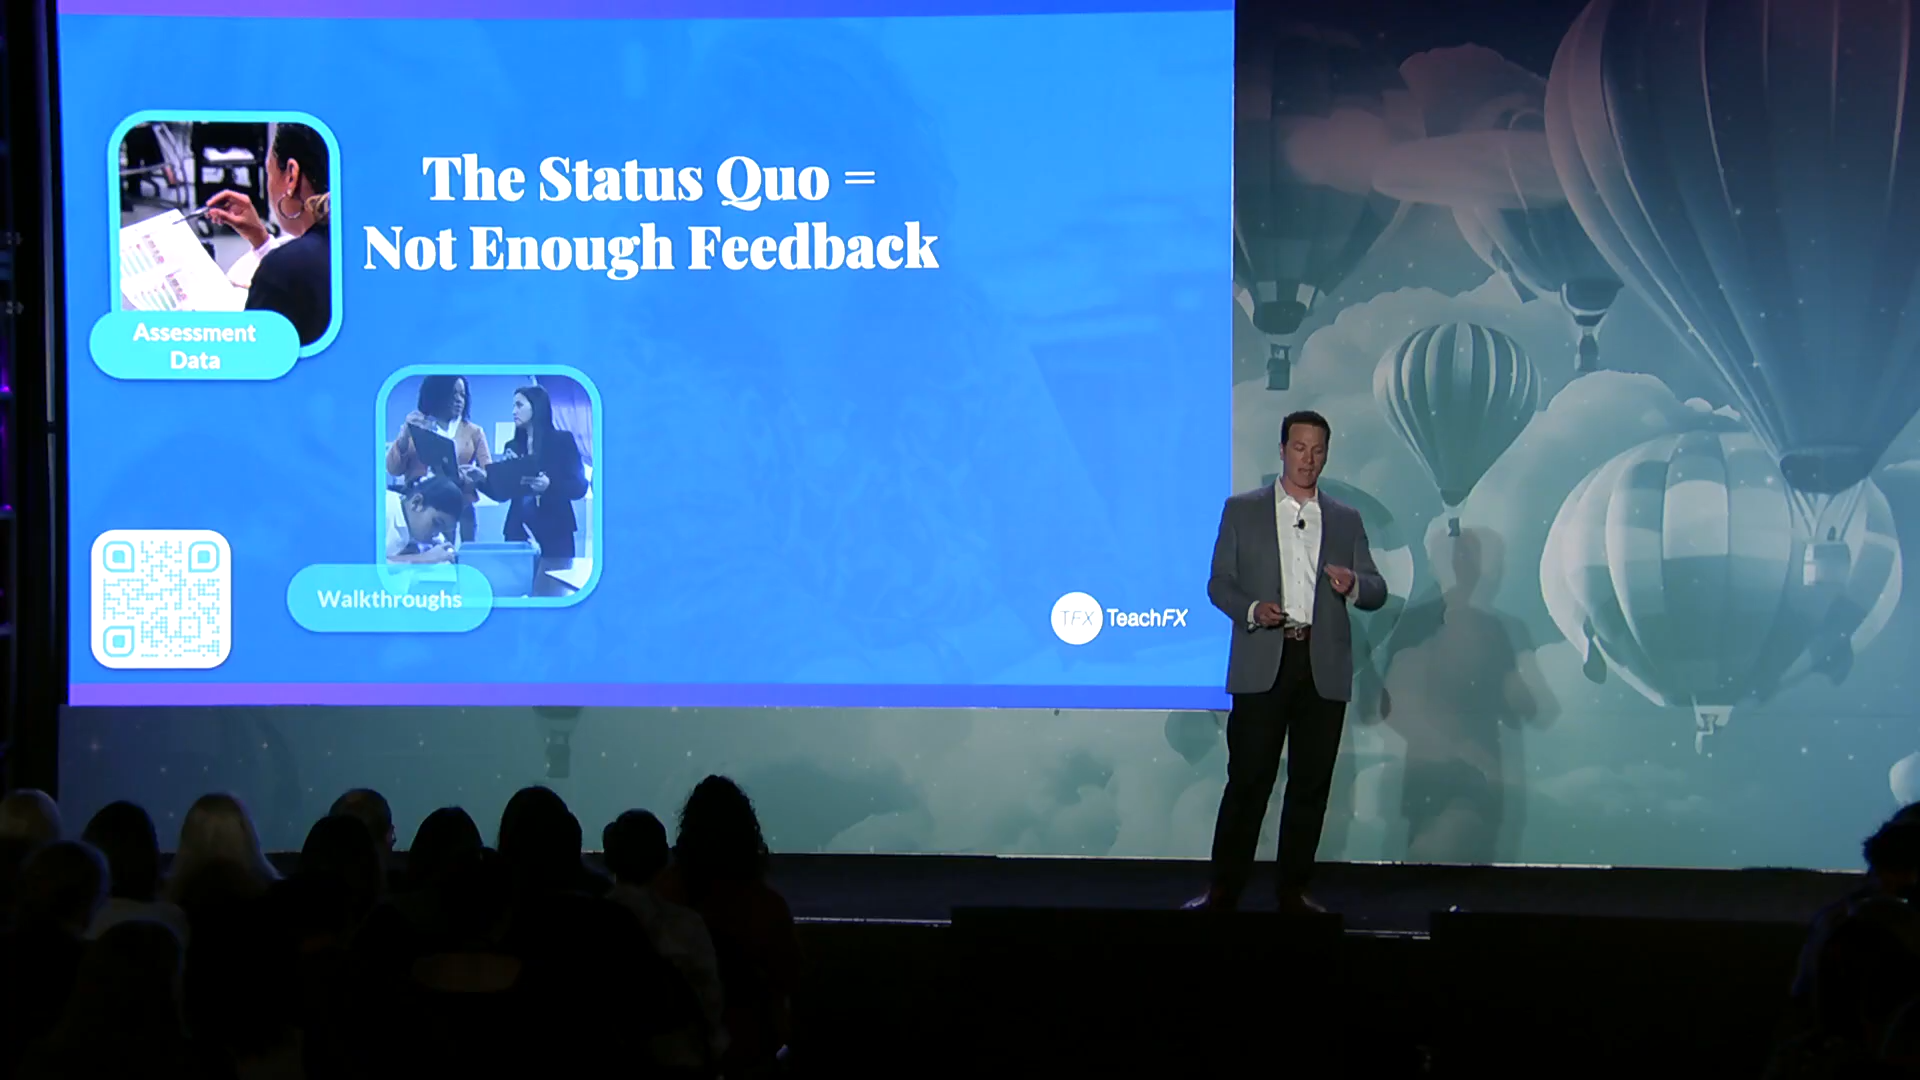 The Status Quo =
Not Enough Feedback
Assessment
Data
Walkthroughs
TFX TeachFX